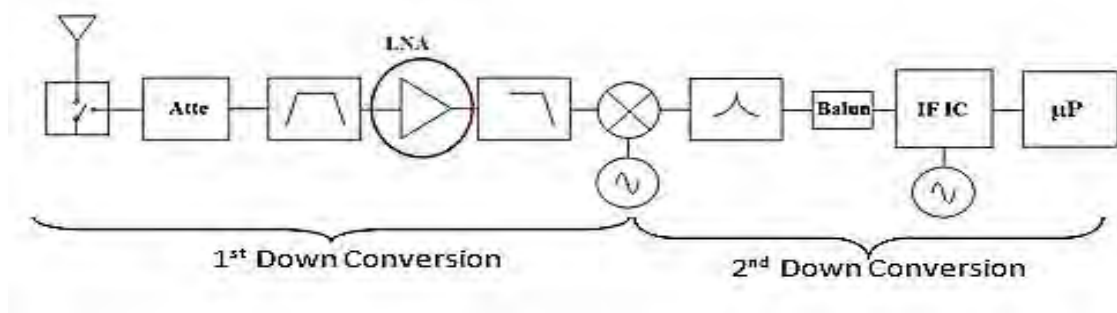 LNA
Atte
Balun
IF IC
µP
1st Down Conversion
2nd Down Conversion